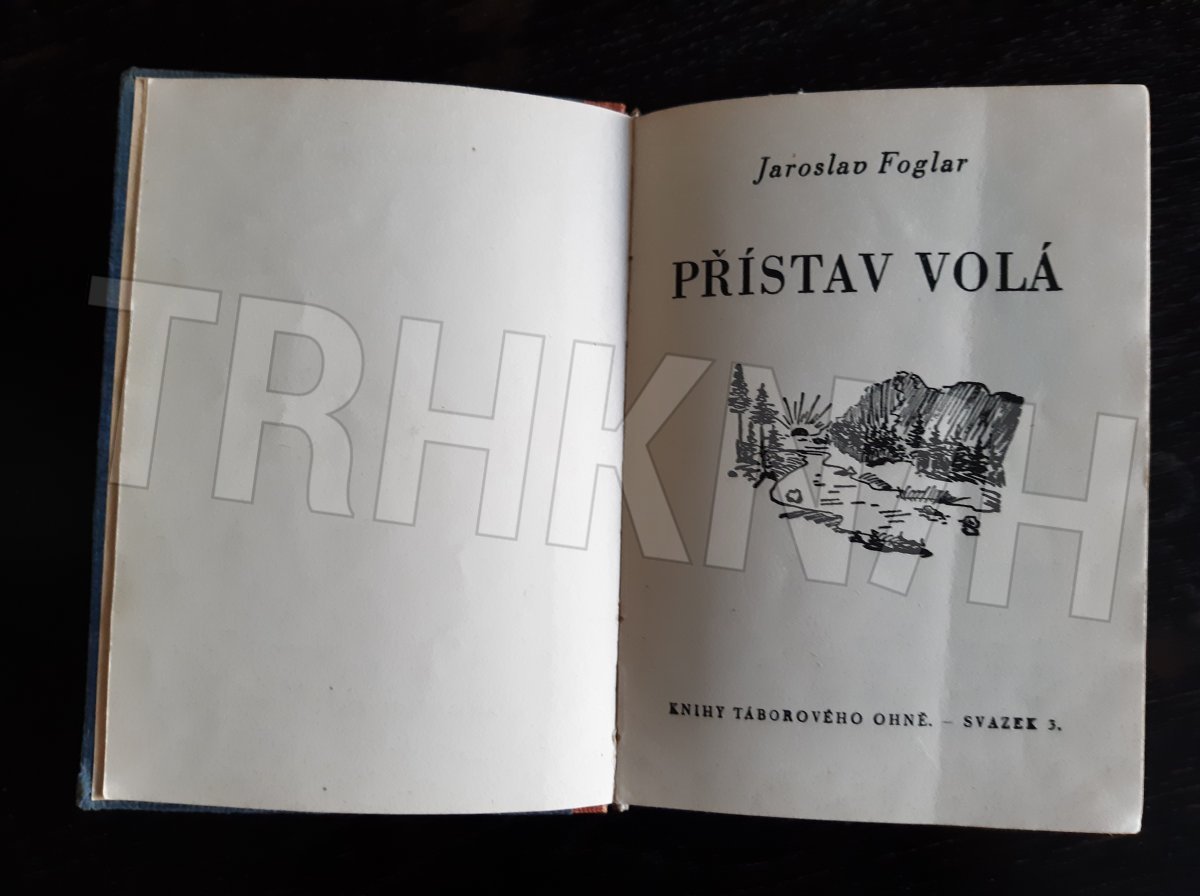 Jaroslav Foglar
PŘÍSTAV VOLÁ
TRHKNIH
KNIHY TÁBOROVÉHO OHNĚ. – SVAZEK 3.